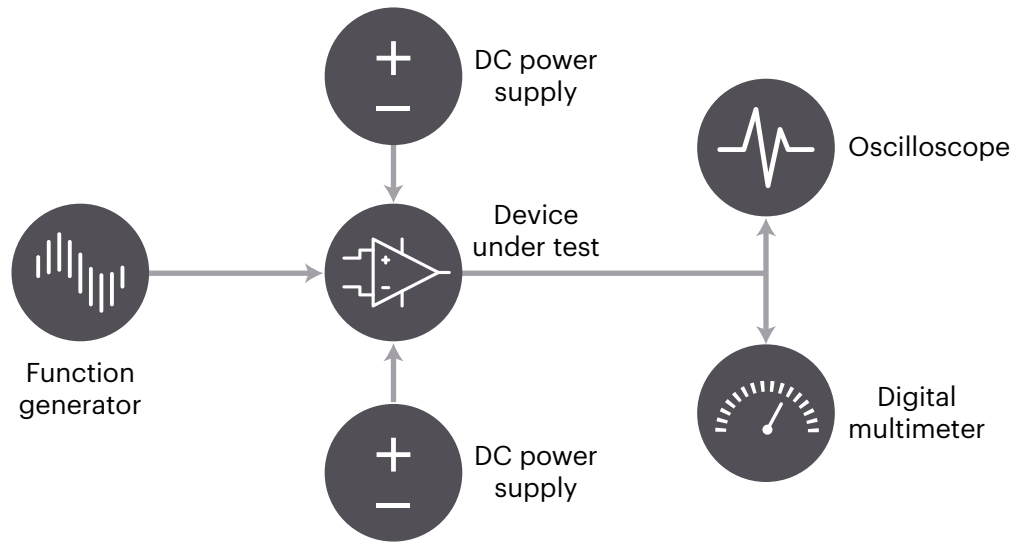 DC power
supply
Oscilloscope
Device
under test
Function
generator
Digital
multimeter
DC power
supply